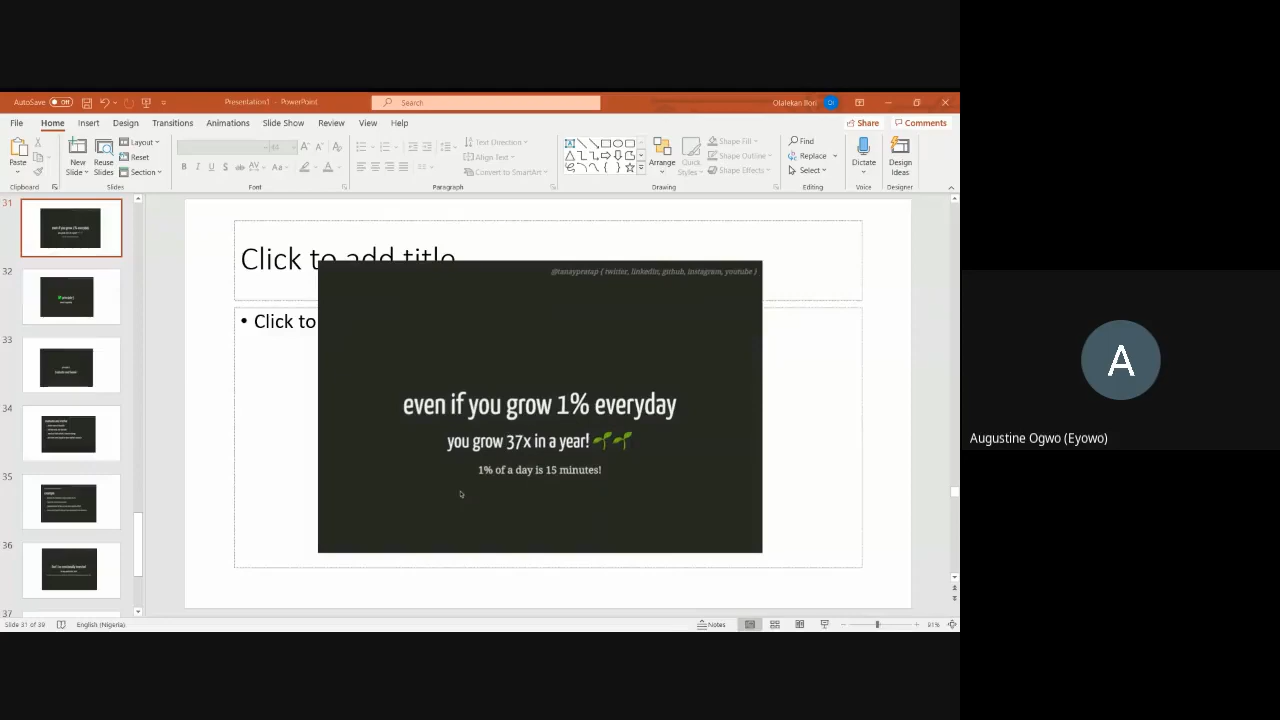 AutoSave Off
Presentation1 - PowerPoint
Search
Olalekan Ilori
OI
File Home Insert Design Transitions Animations Slide Show Review View Help
Share Comments
Paste
New Slide
Reuse Slides
Layout
Reset
Section
Text Direction
Align Text
Convert to SmartArt
Arrange
Quick Styles
Shape Fill
Shape Outline
Shape Effects
Find
Replace
Select
Dictate
Design Ideas
Clipboard Slides Font Paragraph Drawing Editing Voice Designer
31
32
33
34
35
36
37
Click to add title
Click to
@tanaypratap { twitter, linkedin, github, instagram, youtube }
even if you grow 1% everyday
you grow 37x in a year! 🌱🌱
1% of a day is 15 minutes!
Slide 31 of 39
English (Nigeria)
Notes
91%
A
Augustine Ogwo (Eyowo)